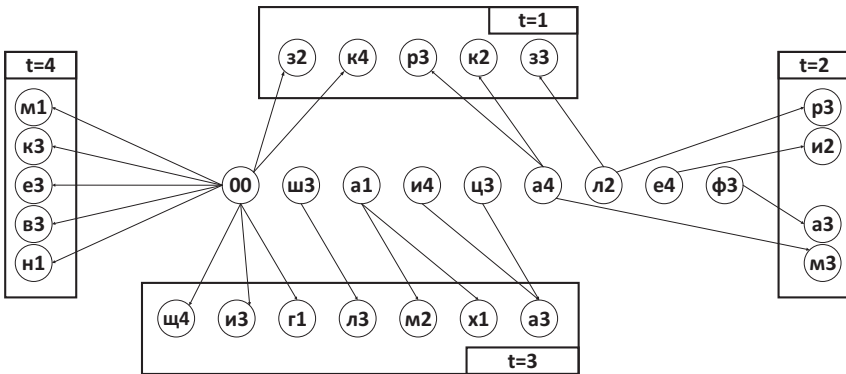 t=1
з2 к4 р3 к2 з3
t=4
м1
к3
е3
в3
н1
t=2
р3
и2
а3
м3
00 ш3 а1 и4 ц3 а4 л2 е4 ф3
щ4 и3 г1 л3 м2 х1 а3
t=3